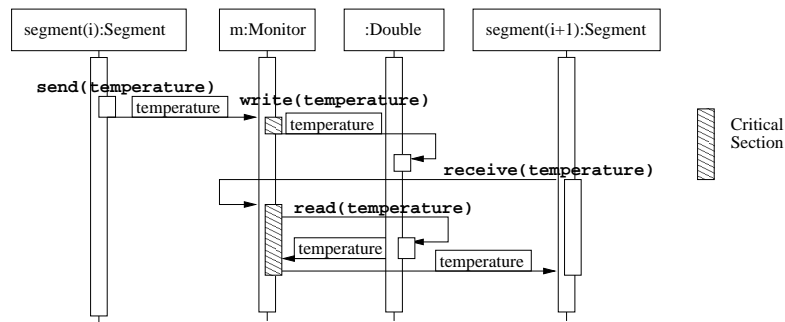 segment(i):Segment
m:Monitor
:Double
segment(i+1):Segment
send(temperature)
temperature
write(temperature)
temperature
Critical
Section
receive(temperature)
read(temperature)
temperature
temperature